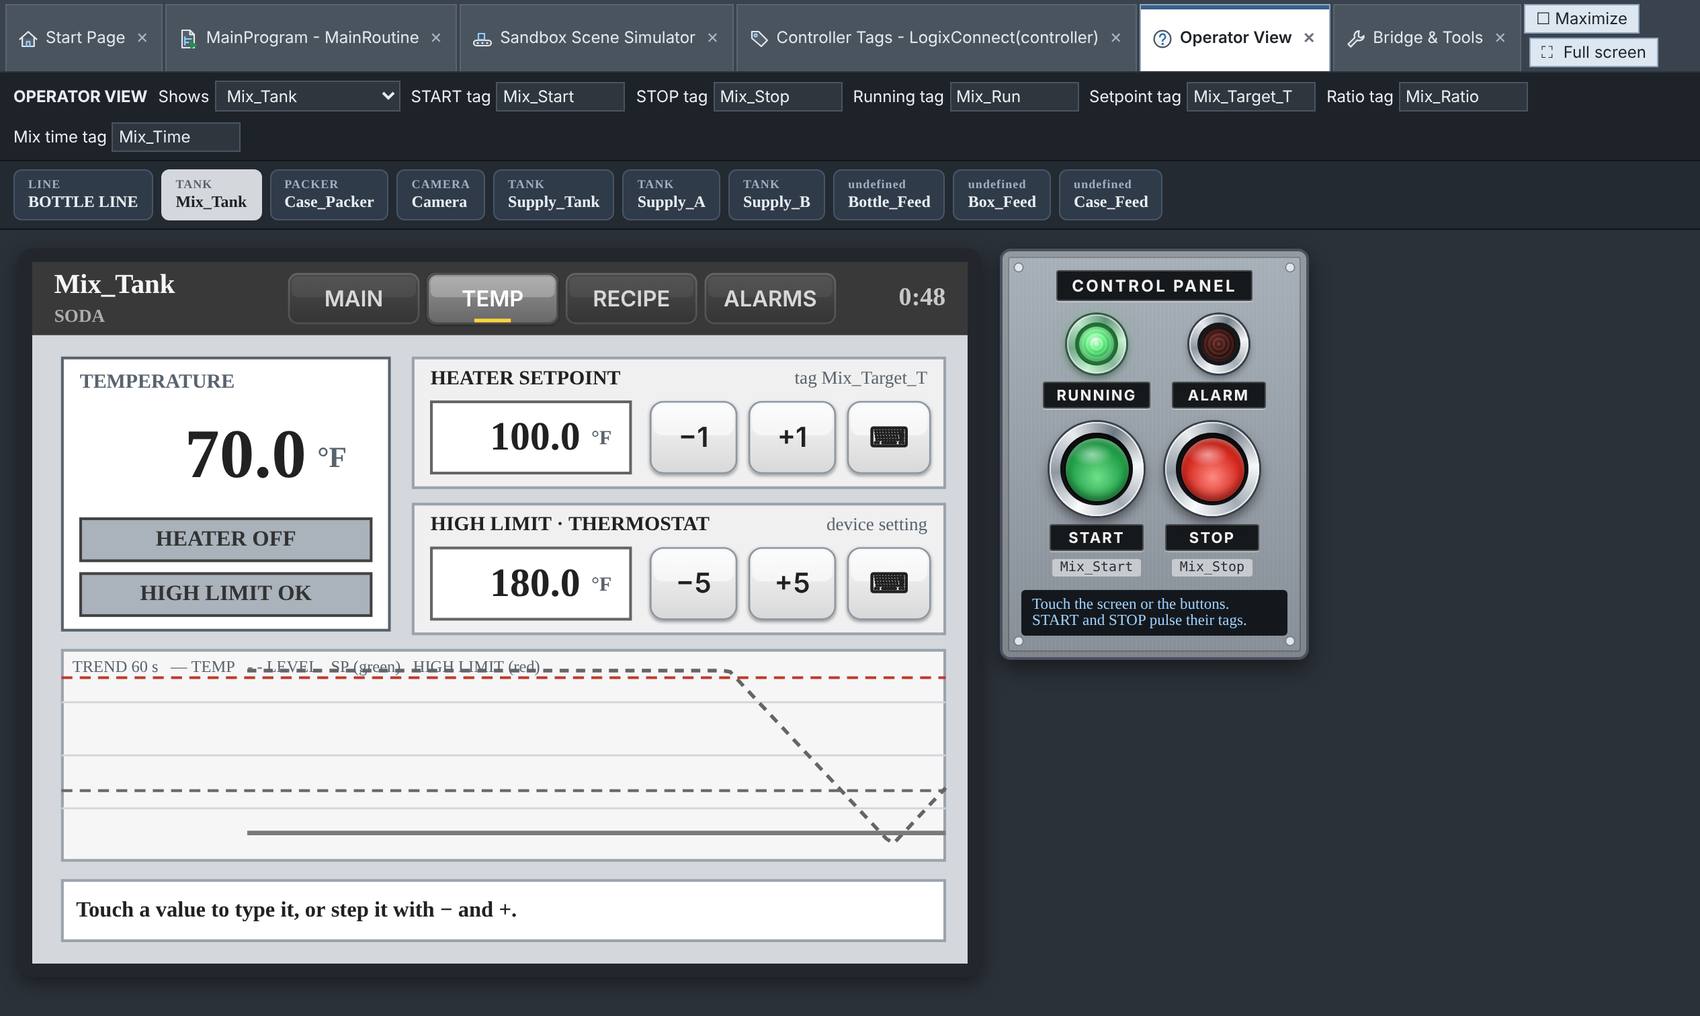 Start Page ×
MainProgram - MainRoutine ×
Sandbox Scene Simulator ×
Controller Tags - LogixConnect(controller) ×
Operator View ×
Bridge & Tools ×
Maximize
Full screen
OPERATOR VIEW Shows Mix_Tank START tag Mix_Start STOP tag Mix_Stop Running tag Mix_Run Setpoint tag Mix_Target_T Ratio tag Mix_Ratio
Mix time tag Mix_Time
LINE
BOTTLE LINE
TANK
Mix_Tank
PACKER
Case_Packer
CAMERA
Camera
TANK
Supply_Tank
TANK
Supply_A
TANK
Supply_B
undefined
Bottle_Feed
undefined
Box_Feed
undefined
Case_Feed
Mix_Tank
SODA
MAIN
TEMP
RECIPE
ALARMS
0:48
TEMPERATURE
70.0 °F
HEATER OFF
HIGH LIMIT OK
HEATER SETPOINT tag Mix_Target_T
100.0 °F −1 +1
HIGH LIMIT · THERMOSTAT device setting
180.0 °F −5 +5
TREND 60 s — TEMP - - LEVEL SP (green) HIGH LIMIT (red)
Touch a value to type it, or step it with − and +.
CONTROL PANEL
RUNNING
ALARM
START
STOP
Mix_Start
Mix_Stop
Touch the screen or the buttons.
START and STOP pulse their tags.